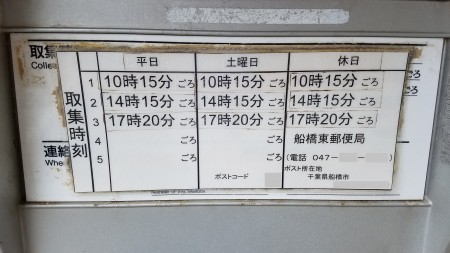 取集
Colle
平日 土曜日 休日
取集時刻
1 10時15分ごろ 10時15分ごろ 10時15分ごろ
2 14時15分ごろ 14時15分ごろ 14時15分ごろ
3 17時20分ごろ 17時20分ごろ 17時20分ごろ
4 ごろ ごろ 船橋東郵便局
5 ごろ ごろ (電話 047-
ポストコード ポスト所在地
千葉県船橋市
連絡
Whe